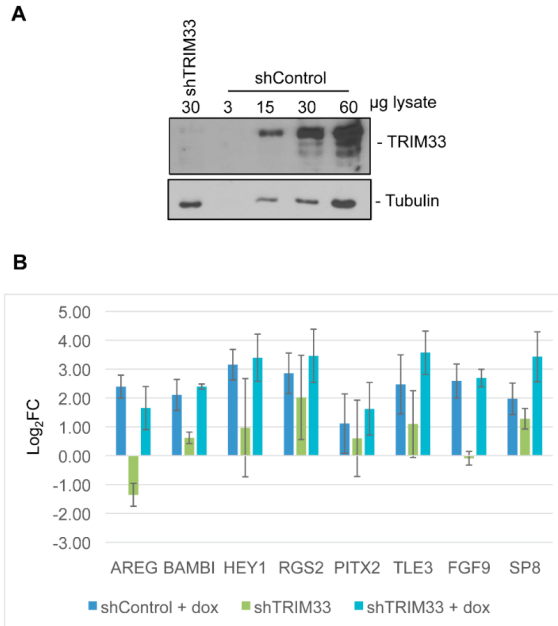 A
shTRIM33
shControl
30 3 15 30 60 µg lysate
- TRIM33
- Tubulin
B
5.00
4.00
3.00
2.00
1.00
0.00
-1.00
-2.00
-3.00
Log2FC
AREG BAMBI HEY1 RGS2 PITX2 TLE3 FGF9 SP8
shControl + dox shTRIM33 shTRIM33 + dox